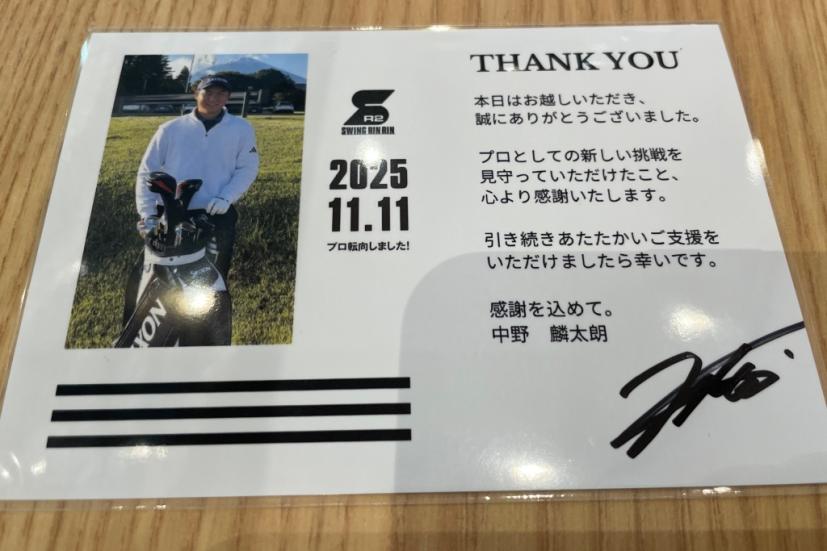 THANK YOU
本日はお越しいただき、
誠にありがとうございました。
プロとしての新しい挑戦を
見守っていただけたこと、
心より感謝いたします。
引き続きあたたかいご支援を
いただけましたら幸いです。
感謝を込めて。
中野 麟太朗
R2
SWING RIN RIN
2025
11.11
プロ転向しました!
XON